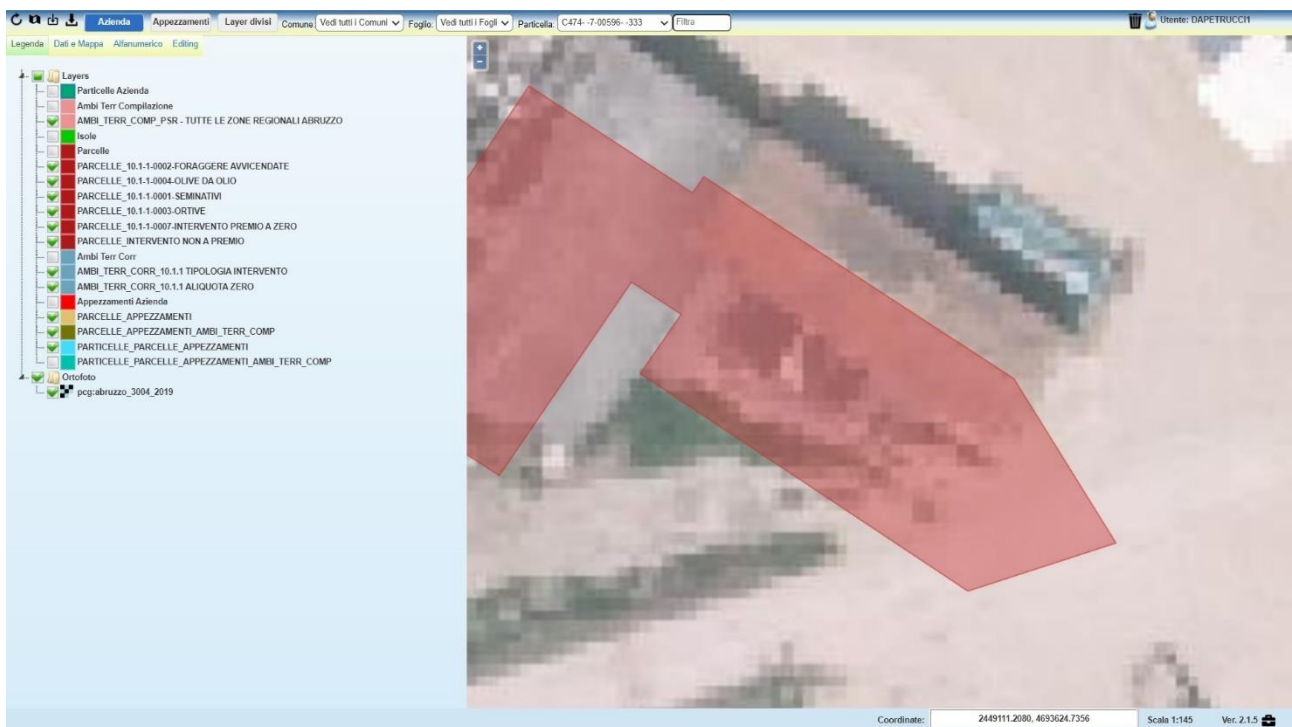 Azienda Appezzamenti Layer divisi Comune: Vedi tutti i Comuni Foglio: Vedi tutti i Fogli Particella: C474- -7-00596- -333 Filtra Utente: DAPETRUCCI1
Legenda Dati e Mappa Alfanumerico Editing
+
-
Layers
Particelle Azienda
Ambi Terr Compilazione
AMBI_TERR_COMP_PSR - TUTTE LE ZONE REGIONALI ABRUZZO
Isole
Parcelle
PARCELLE_10.1-1-0002-FORAGGERE AVVICENDATE
PARCELLE_10.1-1-0004-OLIVE DA OLIO
PARCELLE_10.1-1-0001-SEMINATIVI
PARCELLE_10.1-1-0003-ORTIVE
PARCELLE_10.1-1-0007-INTERVENTO PREMIO A ZERO
PARCELLE_INTERVENTO NON A PREMIO
Ambi Terr Corr
AMBI_TERR_CORR_10.1.1 TIPOLOGIA INTERVENTO
AMBI_TERR_CORR_10.1.1 ALIQUOTA ZERO
Appezzamenti Azienda
PARCELLE_APPEZZAMENTI
PARCELLE_APPEZZAMENTI_AMBI_TERR_COMP
PARTICELLE_PARCELLE_APPEZZAMENTI
PARTICELLE_PARCELLE_APPEZZAMENTI_AMBI_TERR_COMP
Ortofoto
pcg:abruzzo_3004_2019
Coordinate: 2449111.2080, 4693624.7356 Scala 1:145 Ver. 2.1.5